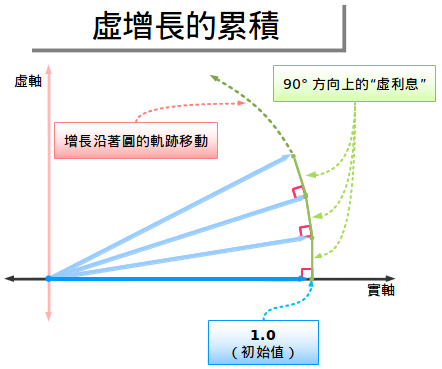 虛增長的累積
虛軸
90° 方向上的“虛利息”
增長沿著圓的軌跡移動
實軸
1.0
（初始值）